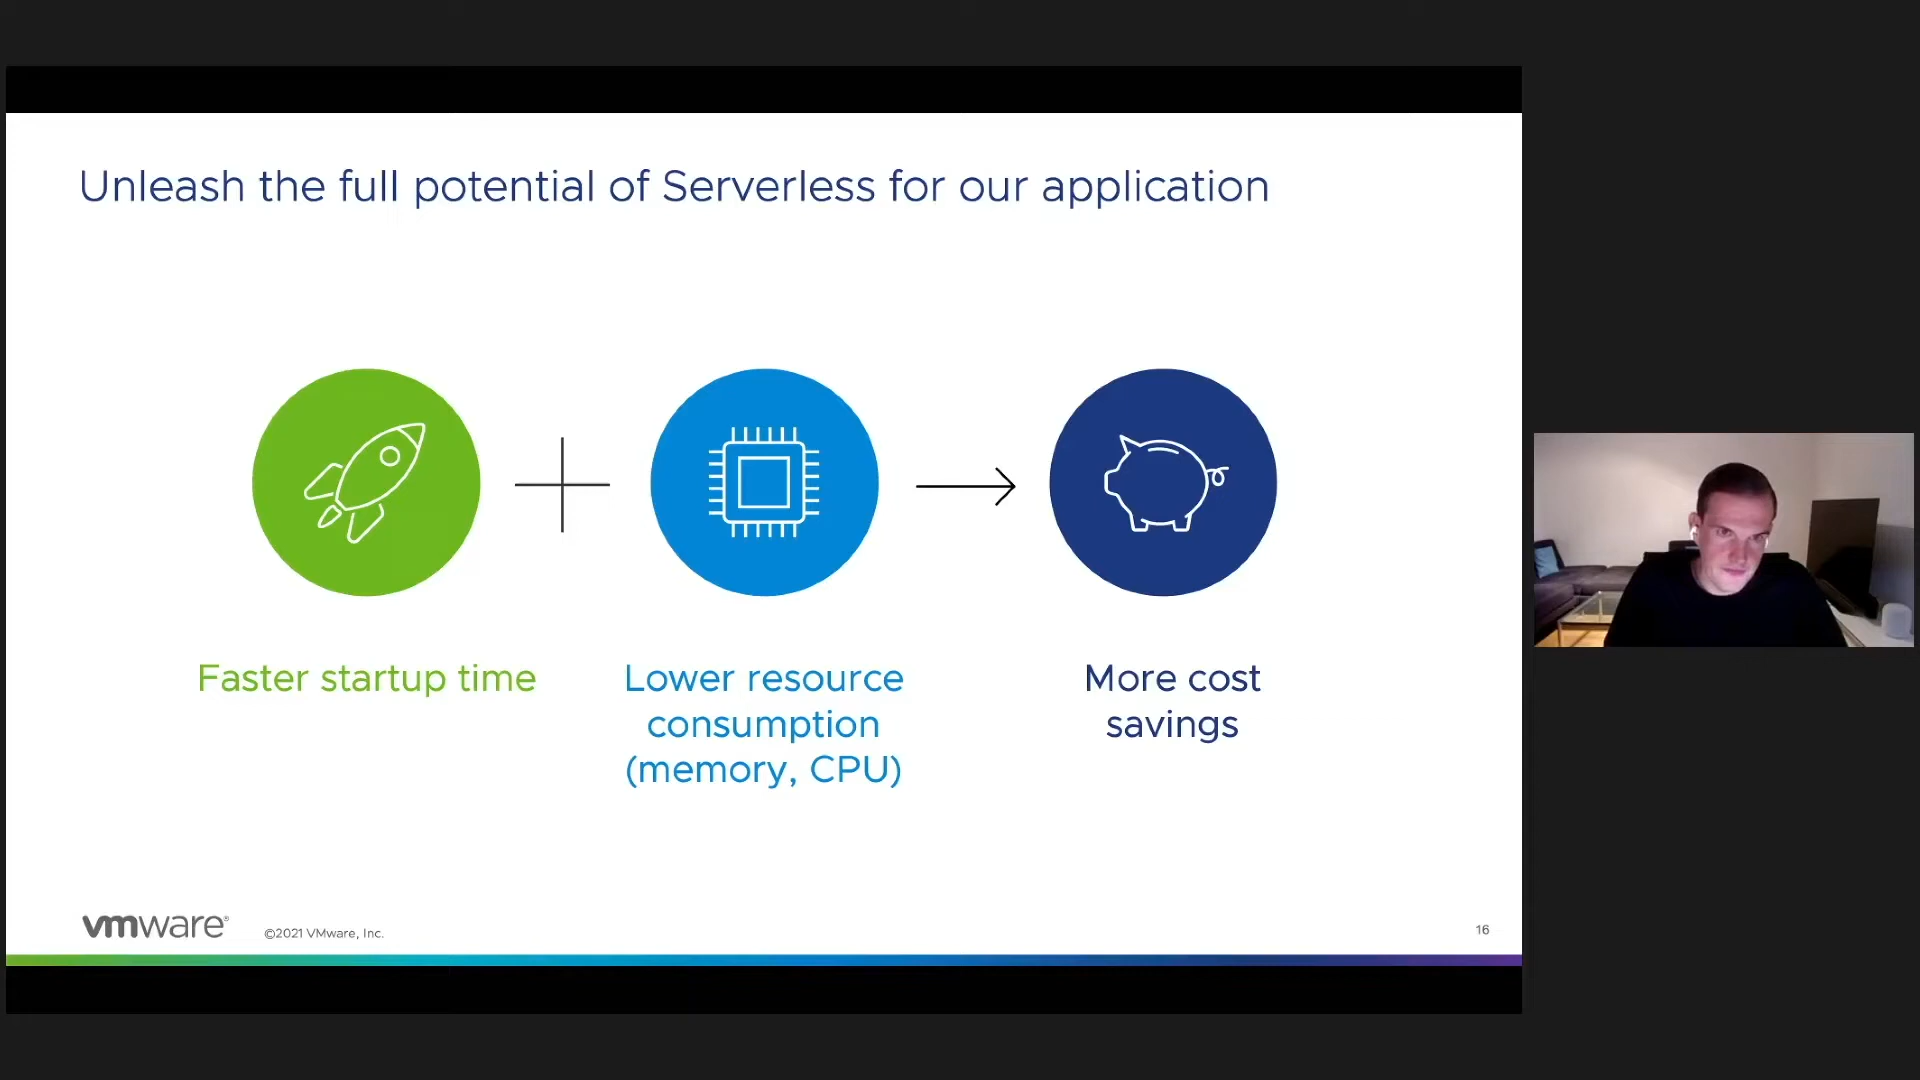 Unleash the full potential of Serverless for our application
Faster startup time
Lower resource
consumption
(memory, CPU)
More cost
savings
vmware®
©2021 VMware, Inc.
16